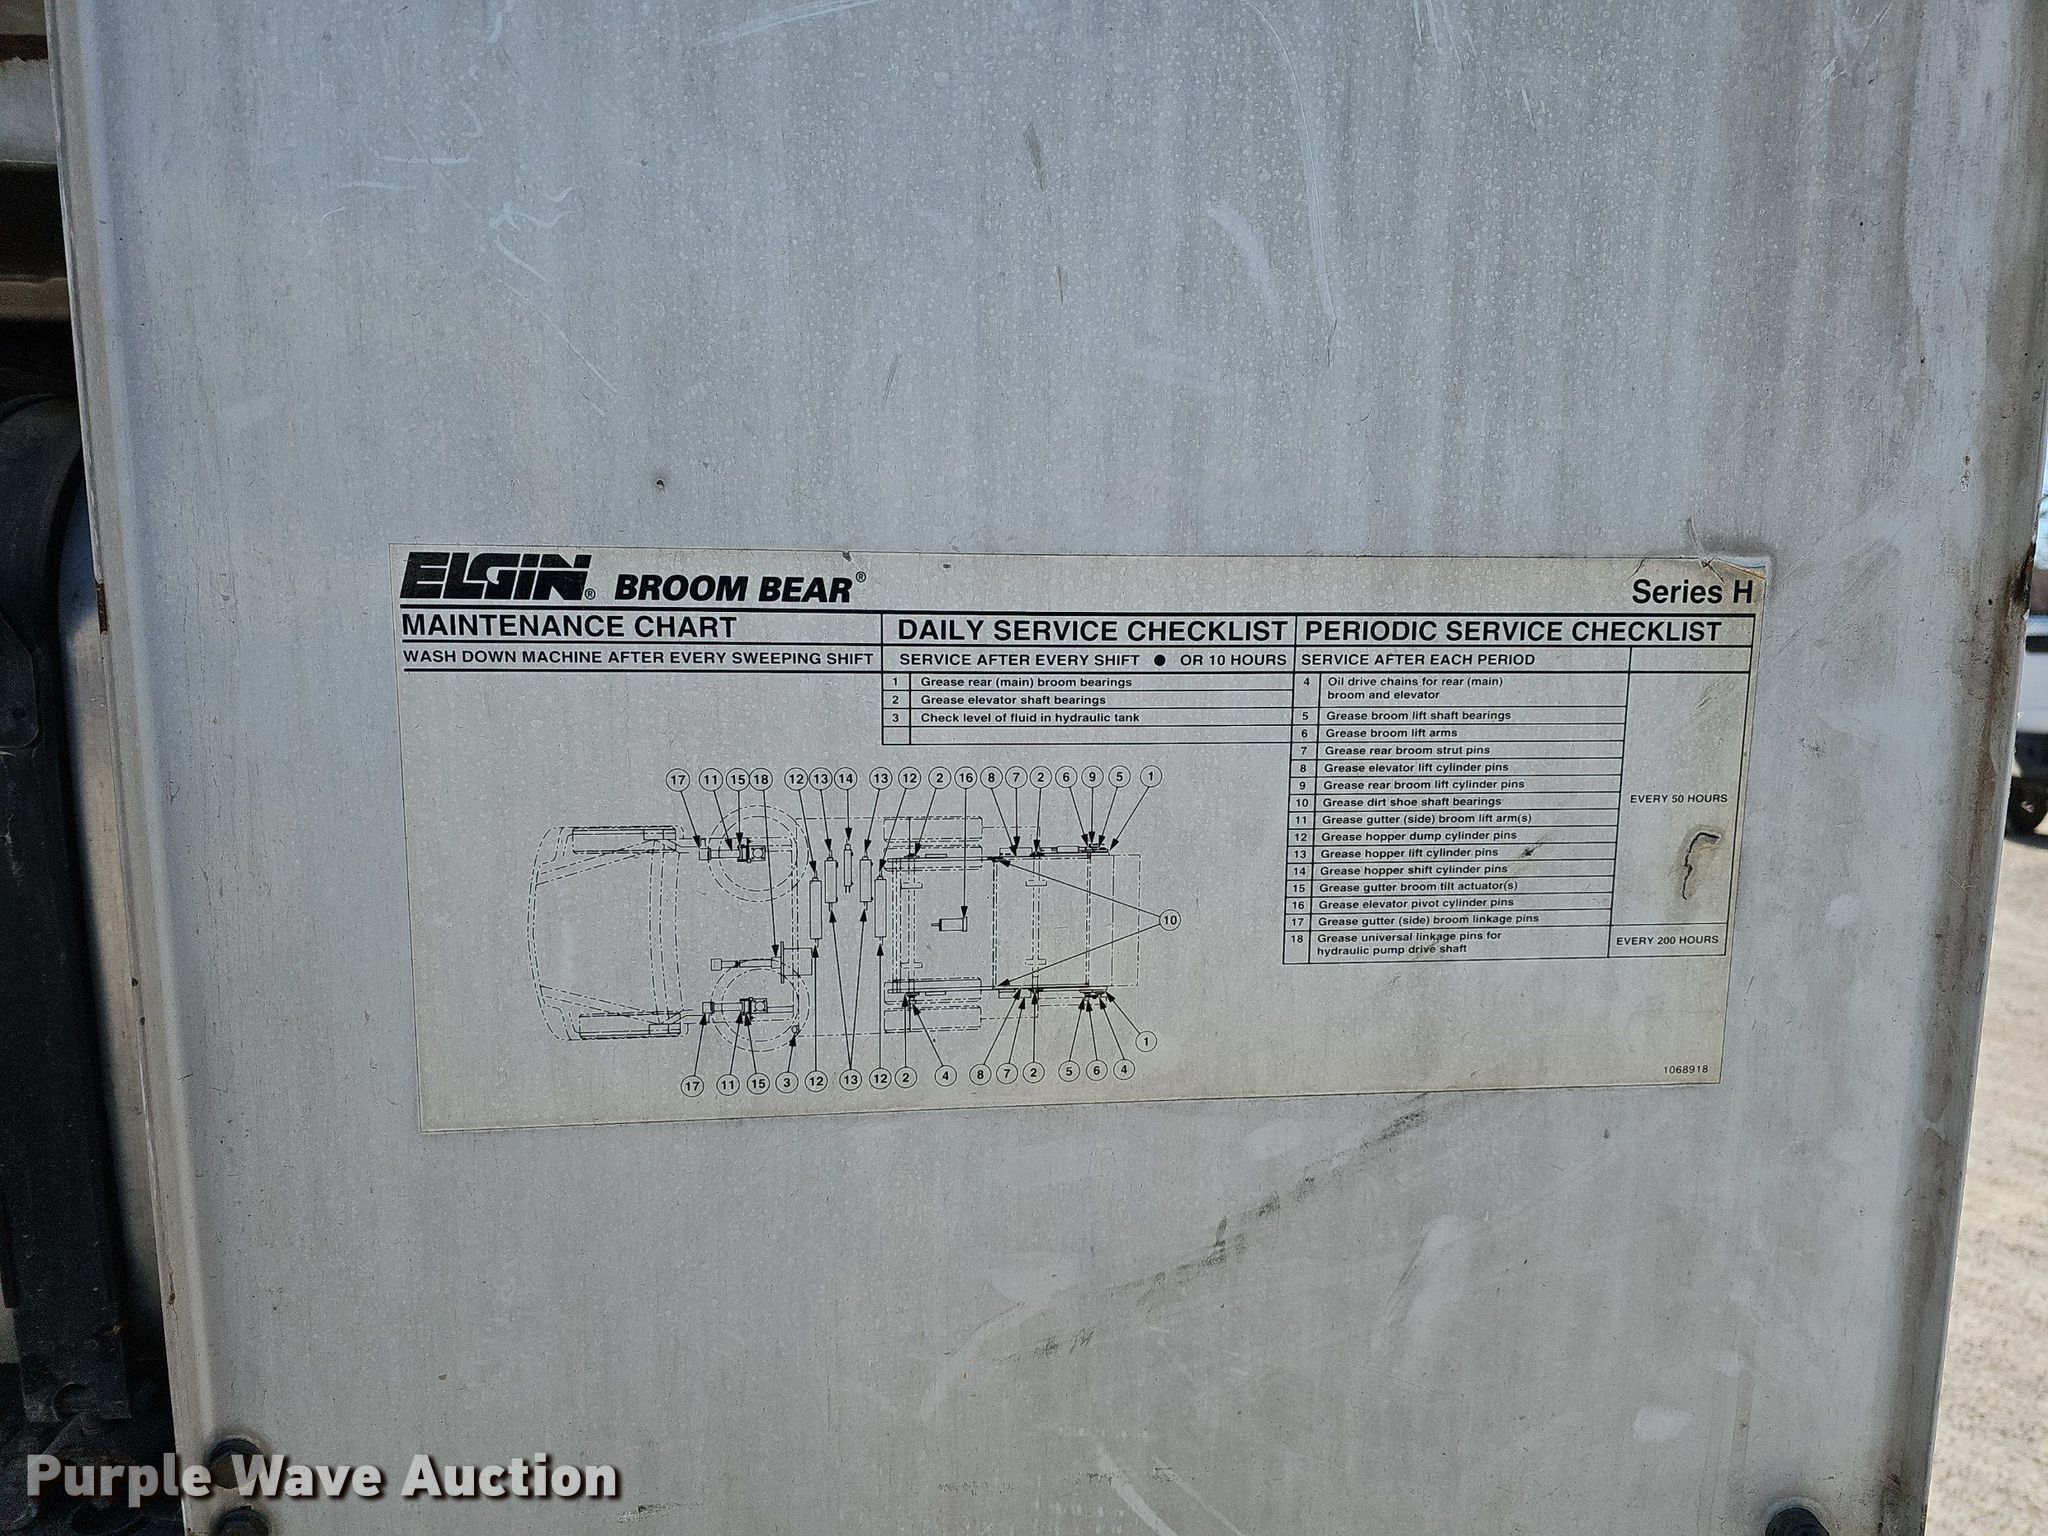 ELGIN® BROOM BEAR®
Series H
MAINTENANCE CHART
WASH DOWN MACHINE AFTER EVERY SWEEPING SHIFT
DAILY SERVICE CHECKLIST
SERVICE AFTER EVERY SHIFT ● OR 10 HOURS
1 Grease rear (main) broom bearings
2 Grease elevator shaft bearings
3 Check level of fluid in hydraulic tank
PERIODIC SERVICE CHECKLIST
SERVICE AFTER EACH PERIOD
4 Oil drive chains for rear (main)
broom and elevator
5 Grease broom lift shaft bearings
6 Grease broom lift arms
7 Grease rear broom strut pins
8 Grease elevator lift cylinder pins
9 Grease rear broom lift cylinder pins
10 Grease dirt shoe shaft bearings
11 Grease gutter (side) broom lift arm(s)
12 Grease hopper dump cylinder pins
13 Grease hopper lift cylinder pins
14 Grease hopper shift cylinder pins
15 Grease gutter broom tilt actuator(s)
16 Grease elevator pivot cylinder pins
17 Grease gutter (side) broom linkage pins
EVERY 50 HOURS
18 Grease universal linkage pins for
hydraulic pump drive shaft
EVERY 200 HOURS
17 11 15 18 12 13 14 13 12 2 16 8 7 2 6 9 5 1
10
17 11 15 3 12 13 12 2 4 8 7 2 5 6 4 1
1068918
Purple Wave Auction